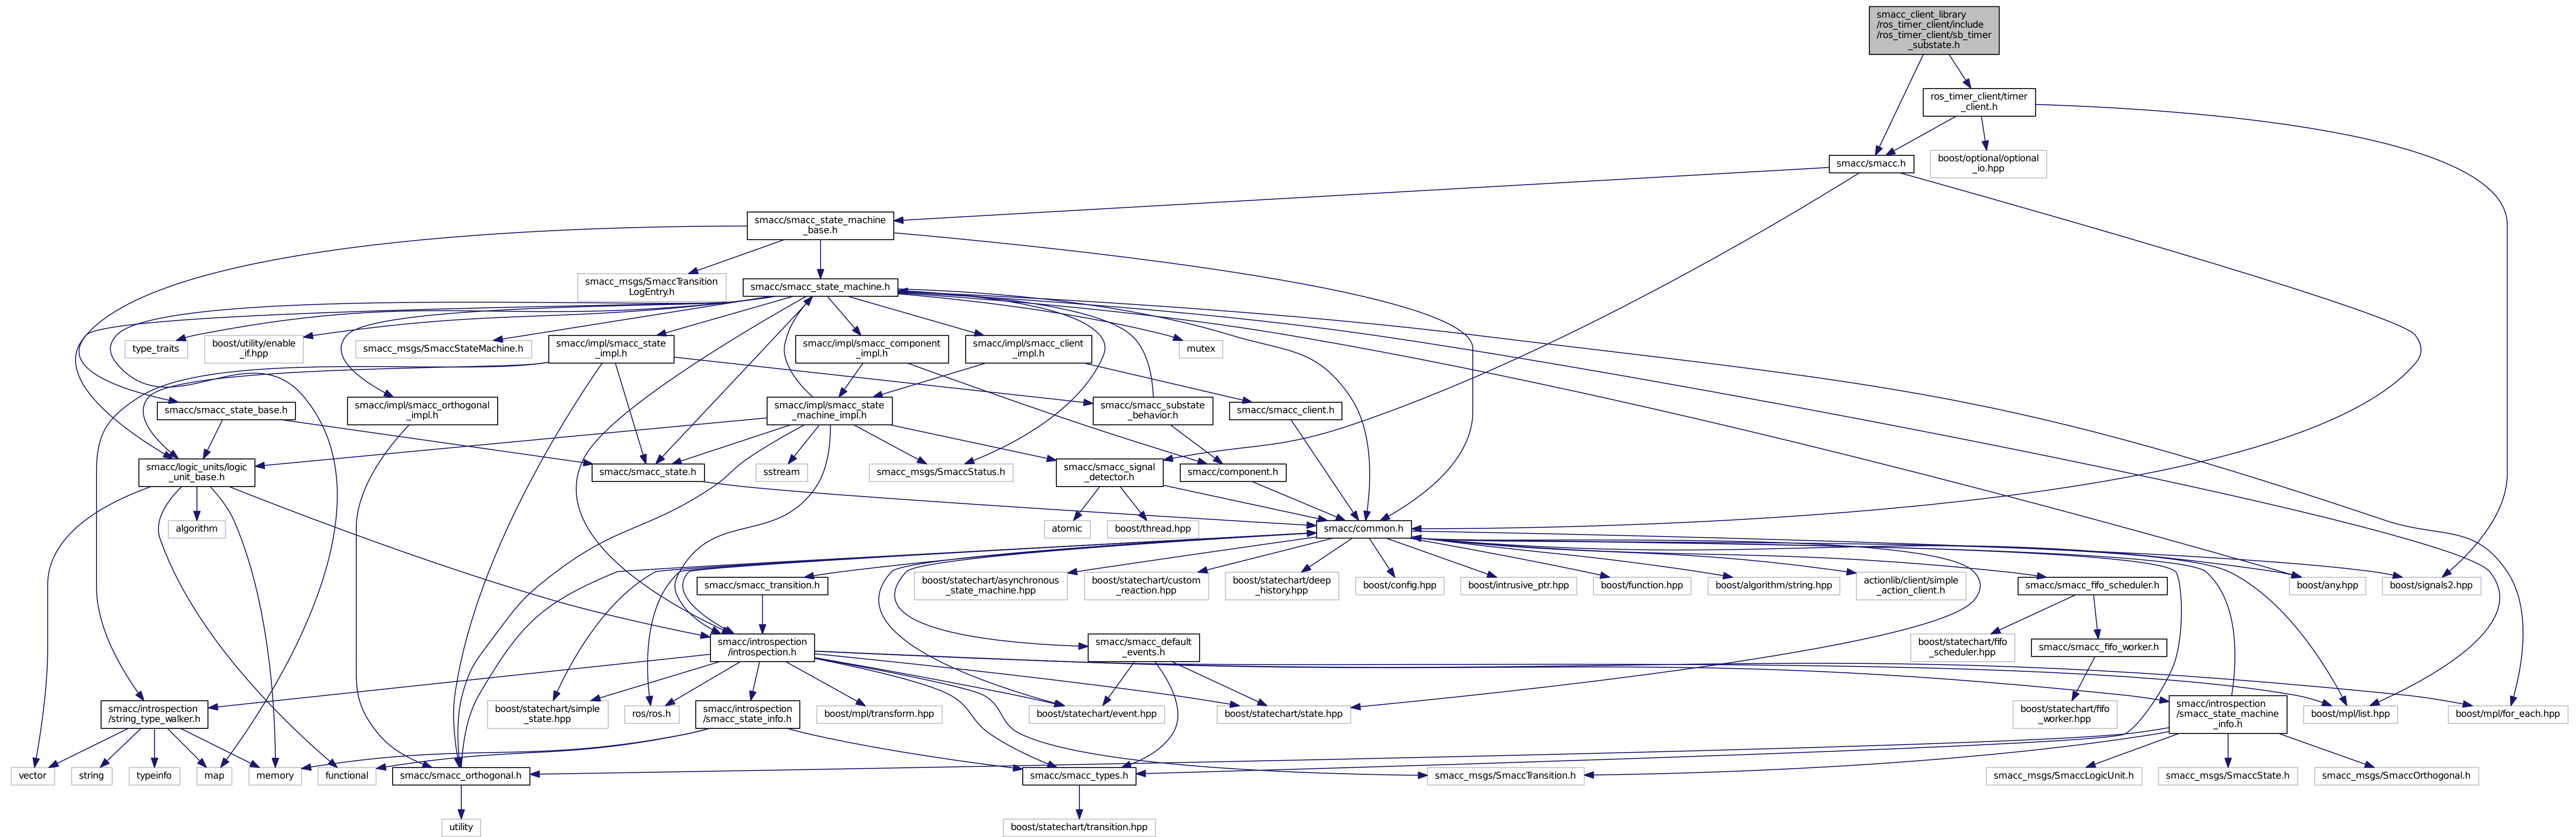 smacc_client_library
/ros_timer_client/include
/ros_timer_client/sb_timer
_substate.h
ros_timer_client/timer
_client.h
smacc/smacc.h
boost/optional/optional
_io.hpp
smacc/smacc_state_machine
_base.h
smacc_msgs/SmaccTransition
LogEntry.h
smacc/smacc_state_machine.h
type_traits
boost/utility/enable
_if.hpp
smacc_msgs/SmaccStateMachine.h
smacc/impl/smacc_state
_impl.h
smacc/impl/smacc_component
_impl.h
smacc/impl/smacc_client
_impl.h
mutex
smacc/smacc_state_base.h
smacc/impl/smacc_orthogonal
_impl.h
smacc/impl/smacc_state
_machine_impl.h
smacc/smacc_substate
_behavior.h
smacc/smacc_client.h
smacc/logic_units/logic
_unit_base.h
smacc/smacc_state.h
sstream
smacc_msgs/SmaccStatus.h
smacc/smacc_signal
_detector.h
smacc/component.h
algorithm
atomic
boost/thread.hpp
smacc/common.h
smacc/smacc_transition.h
boost/statechart/asynchronous
_state_machine.hpp
boost/statechart/custom
_reaction.hpp
boost/statechart/deep
_history.hpp
boost/config.hpp
boost/intrusive_ptr.hpp
boost/function.hpp
boost/algorithm/string.hpp
actionlib/client/simple
_action_client.h
smacc/smacc_fifo_scheduler.h
boost/any.hpp
boost/signals2.hpp
smacc/introspection
/introspection.h
smacc/smacc_default
_events.h
boost/statechart/fifo
_scheduler.hpp
smacc/smacc_fifo_worker.h
smacc/introspection
/string_type_walker.h
boost/statechart/simple
_state.hpp
ros/ros.h
smacc/introspection
/smacc_state_info.h
boost/mpl/transform.hpp
boost/statechart/event.hpp
boost/statechart/state.hpp
boost/statechart/fifo
_worker.hpp
smacc/introspection
/smacc_state_machine
_info.h
boost/mpl/list.hpp
boost/mpl/for_each.hpp
vector
string
typeinfo
map
memory
functional
smacc/smacc_orthogonal.h
smacc/smacc_types.h
smacc_msgs/SmaccTransition.h
smacc_msgs/SmaccLogicUnit.h
smacc_msgs/SmaccState.h
smacc_msgs/SmaccOrthogonal.h
utility
boost/statechart/transition.hpp